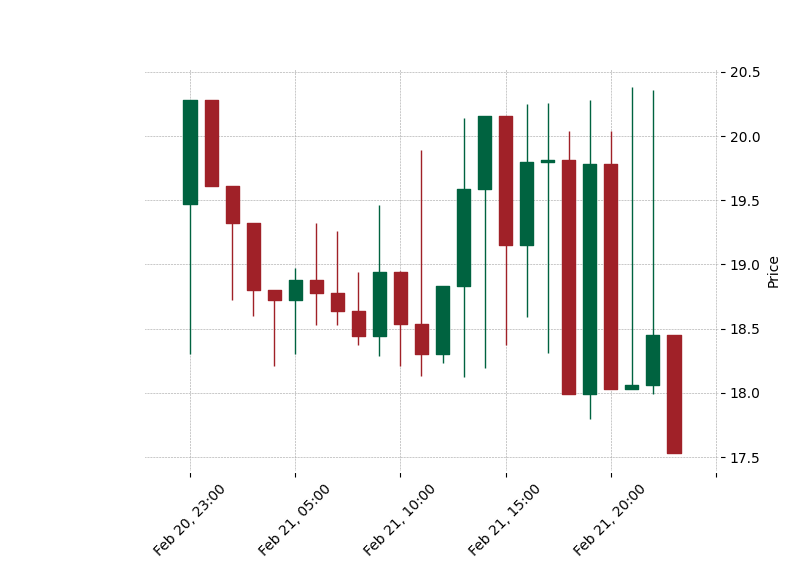 20.5
20.0
19.5
19.0
18.5
18.0
17.5
Price
Feb 20, 23:00
Feb 21, 05:00
Feb 21, 10:00
Feb 21, 15:00
Feb 21, 20:00